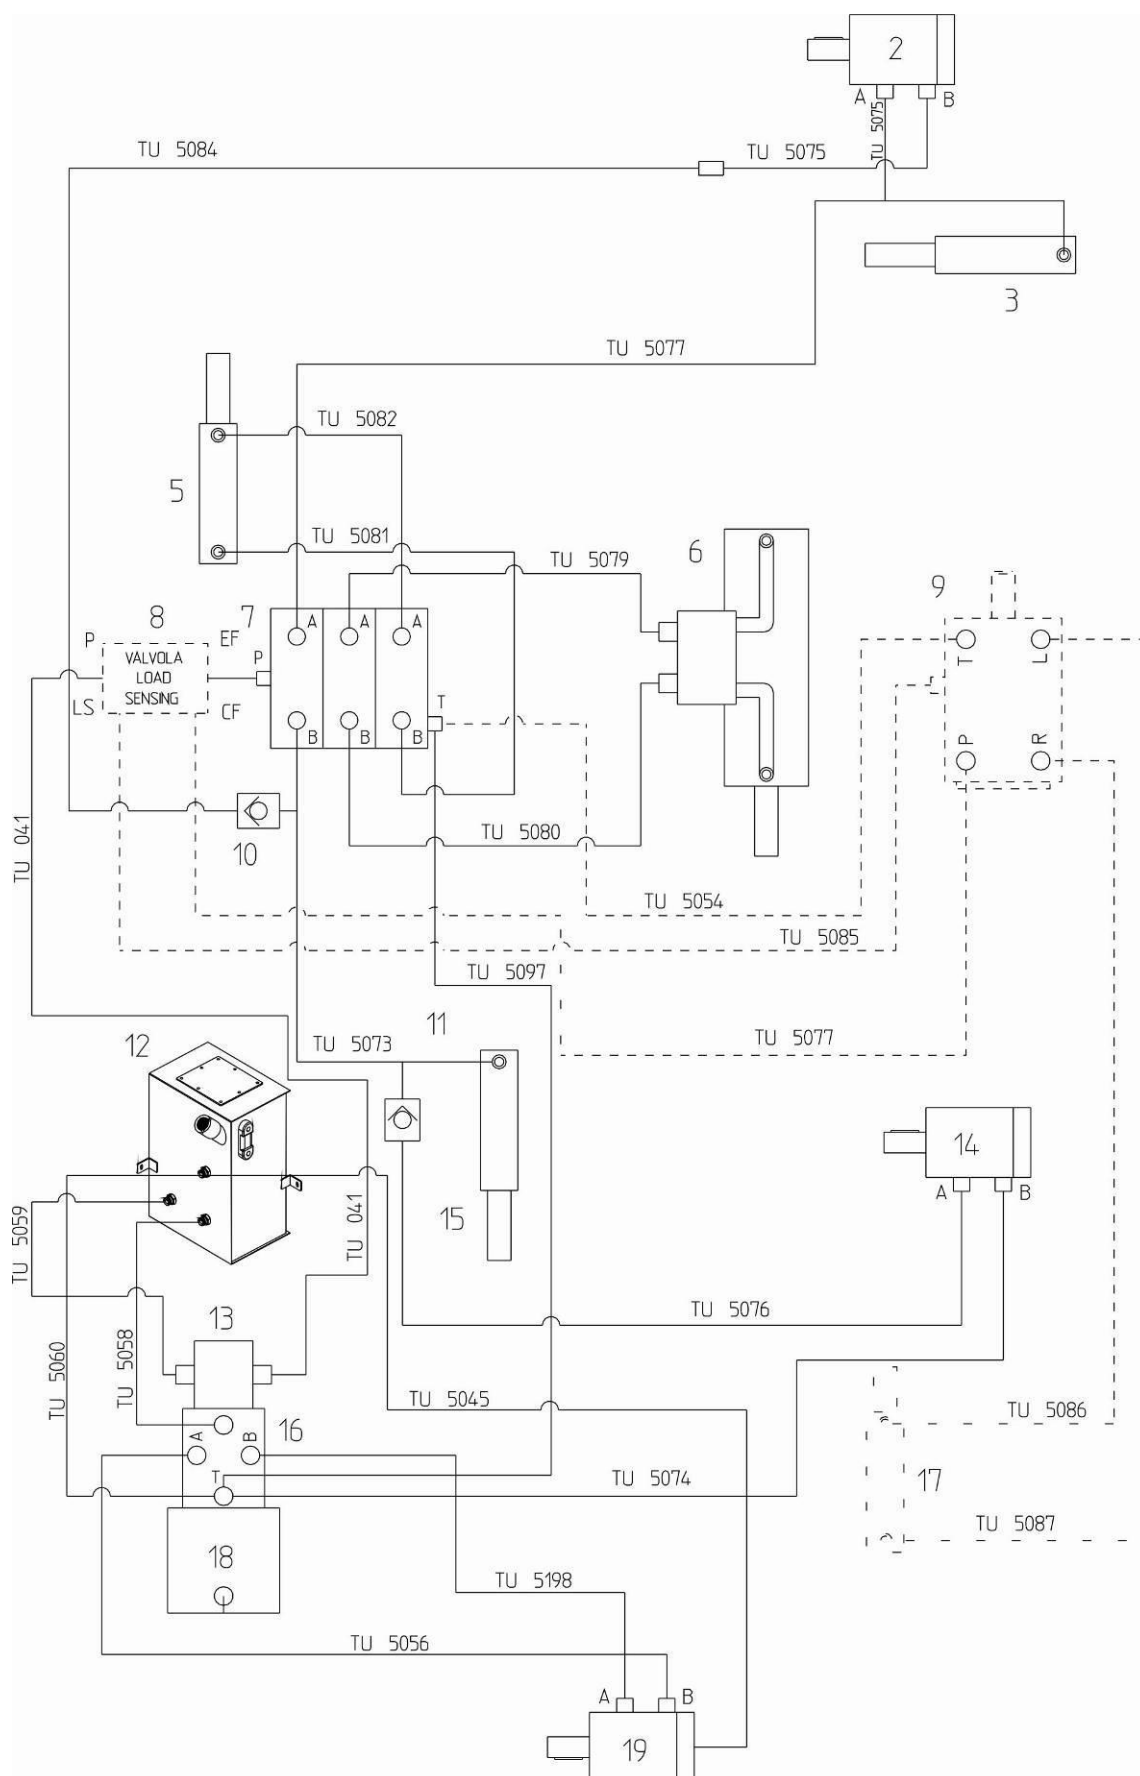 2
A
B
TU 5075
TU 5084
TU 5075
3
TU 5077
TU 5082
5
TU 5081
TU 5079
6
9
8
7
P
EF
A
A
A
VALVOLA
LOAD
SENSING
P
T
L
LS
CF
T
B
B
B
P
R
TU 041
10
TU 5080
TU 5054
TU 5085
TU 5097
11
TU 5077
12
TU 5073
14
A
B
15
TU 5059
TU 041
TU 5076
13
TU 5060
TU 5058
TU 5045
TU 5086
A
B
16
T
TU 5074
17
TU 5087
18
TU 5198
TU 5056
A
B
19